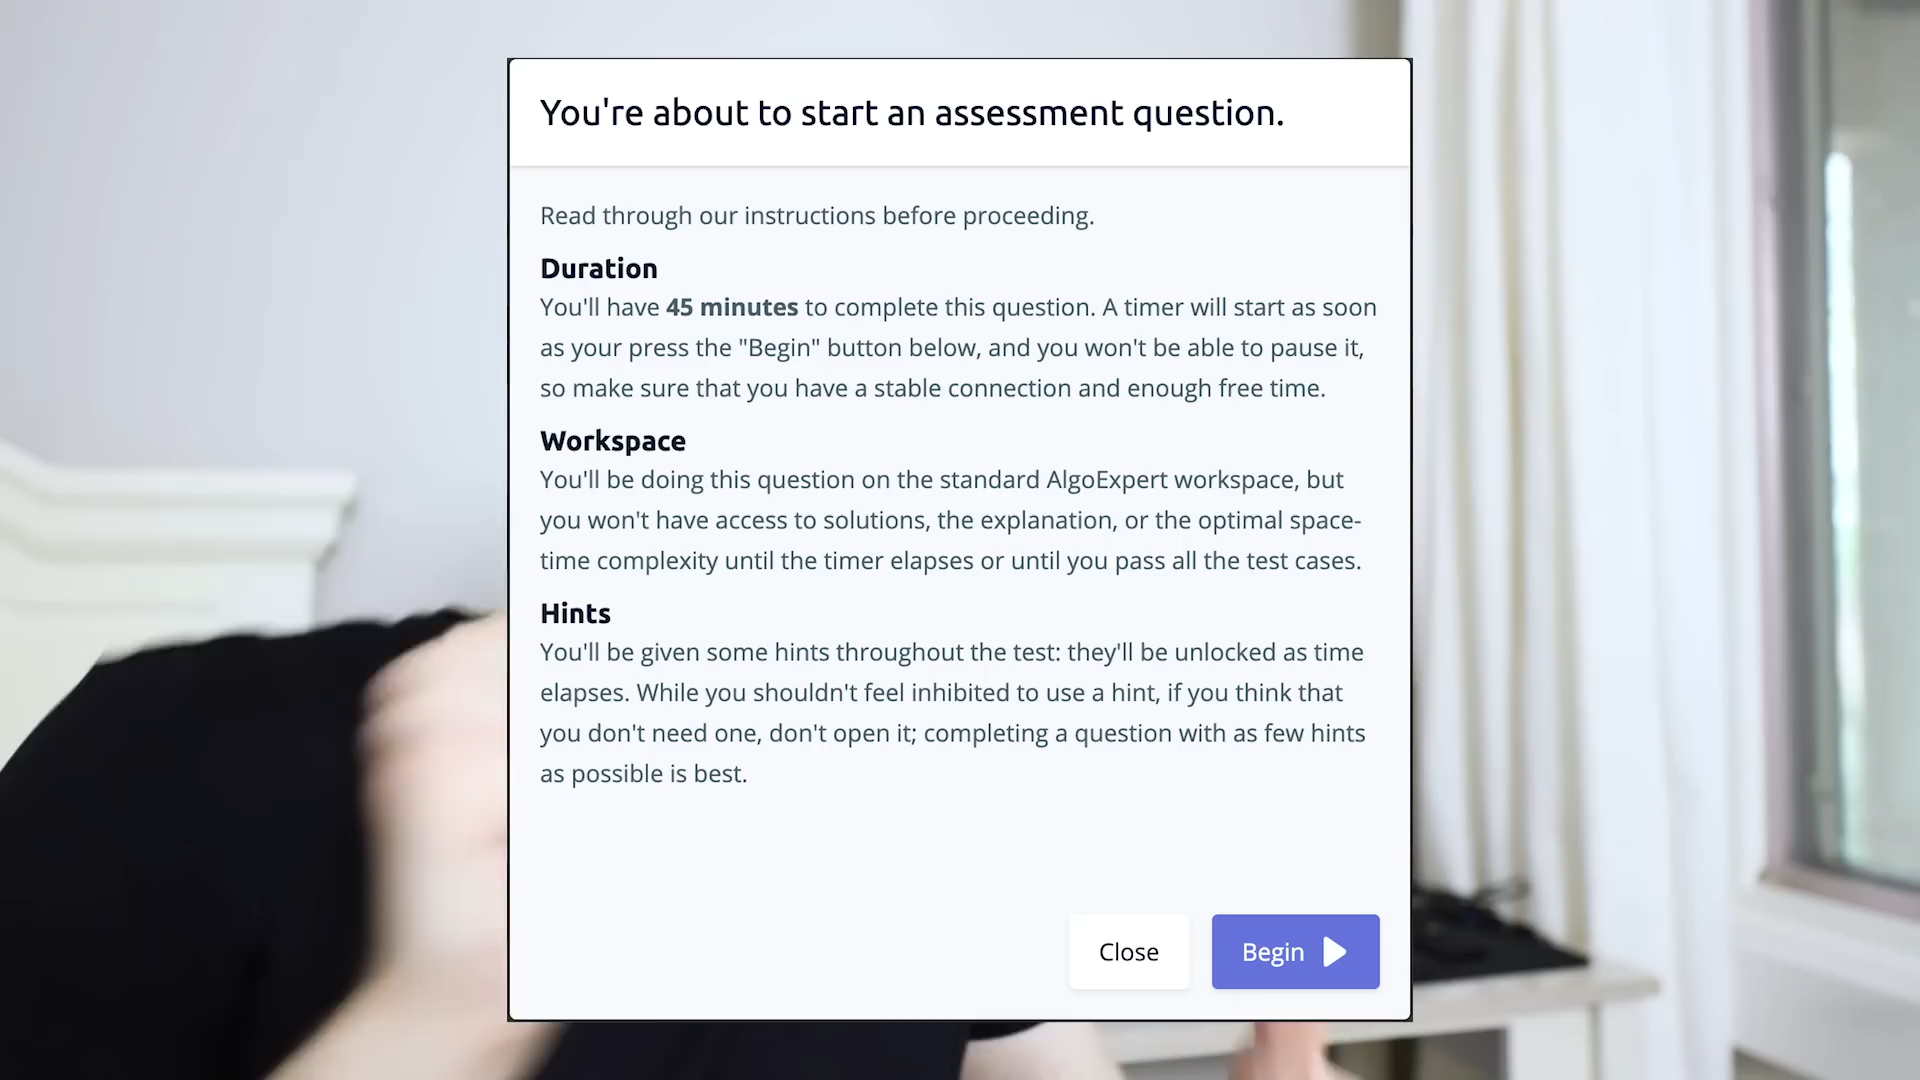 You're about to start an assessment question.
Read through our instructions before proceeding.
Duration
You'll have 45 minutes to complete this question. A timer will start as soon
as your press the "Begin" button below, and you won't be able to pause it,
so make sure that you have a stable connection and enough free time.
Workspace
You'll be doing this question on the standard AlgoExpert workspace, but
you won't have access to solutions, the explanation, or the optimal space-
time complexity until the timer elapses or until you pass all the test cases.
Hints
You'll be given some hints throughout the test: they'll be unlocked as time
elapses. While you shouldn't feel inhibited to use a hint, if you think that
you don't need one, don't open it; completing a question with as few hints
as possible is best.
Close
Begin